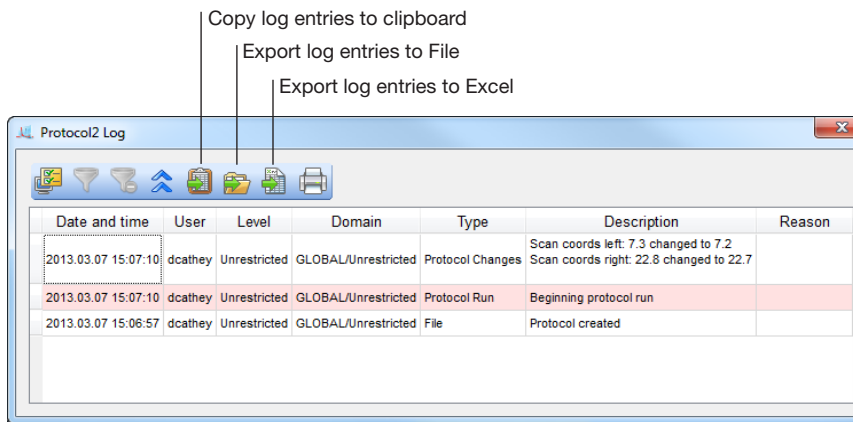 Copy log entries to clipboard
Export log entries to File
Export log entries to Excel
Protocol2 Log
Date and time User Level Domain Type Description Reason
Scan coords left: 7.3 changed to 7.2
2013.03.07 15:07:10 dcathey Unrestricted GLOBAL/Unrestricted Protocol Changes Scan coords right: 22.8 changed to 22.7
2013.03.07 15:07:10 dcathey Unrestricted GLOBAL/Unrestricted Protocol Run Beginning protocol run
2013.03.07 15:06:57 dcathey Unrestricted GLOBAL/Unrestricted File Protocol created